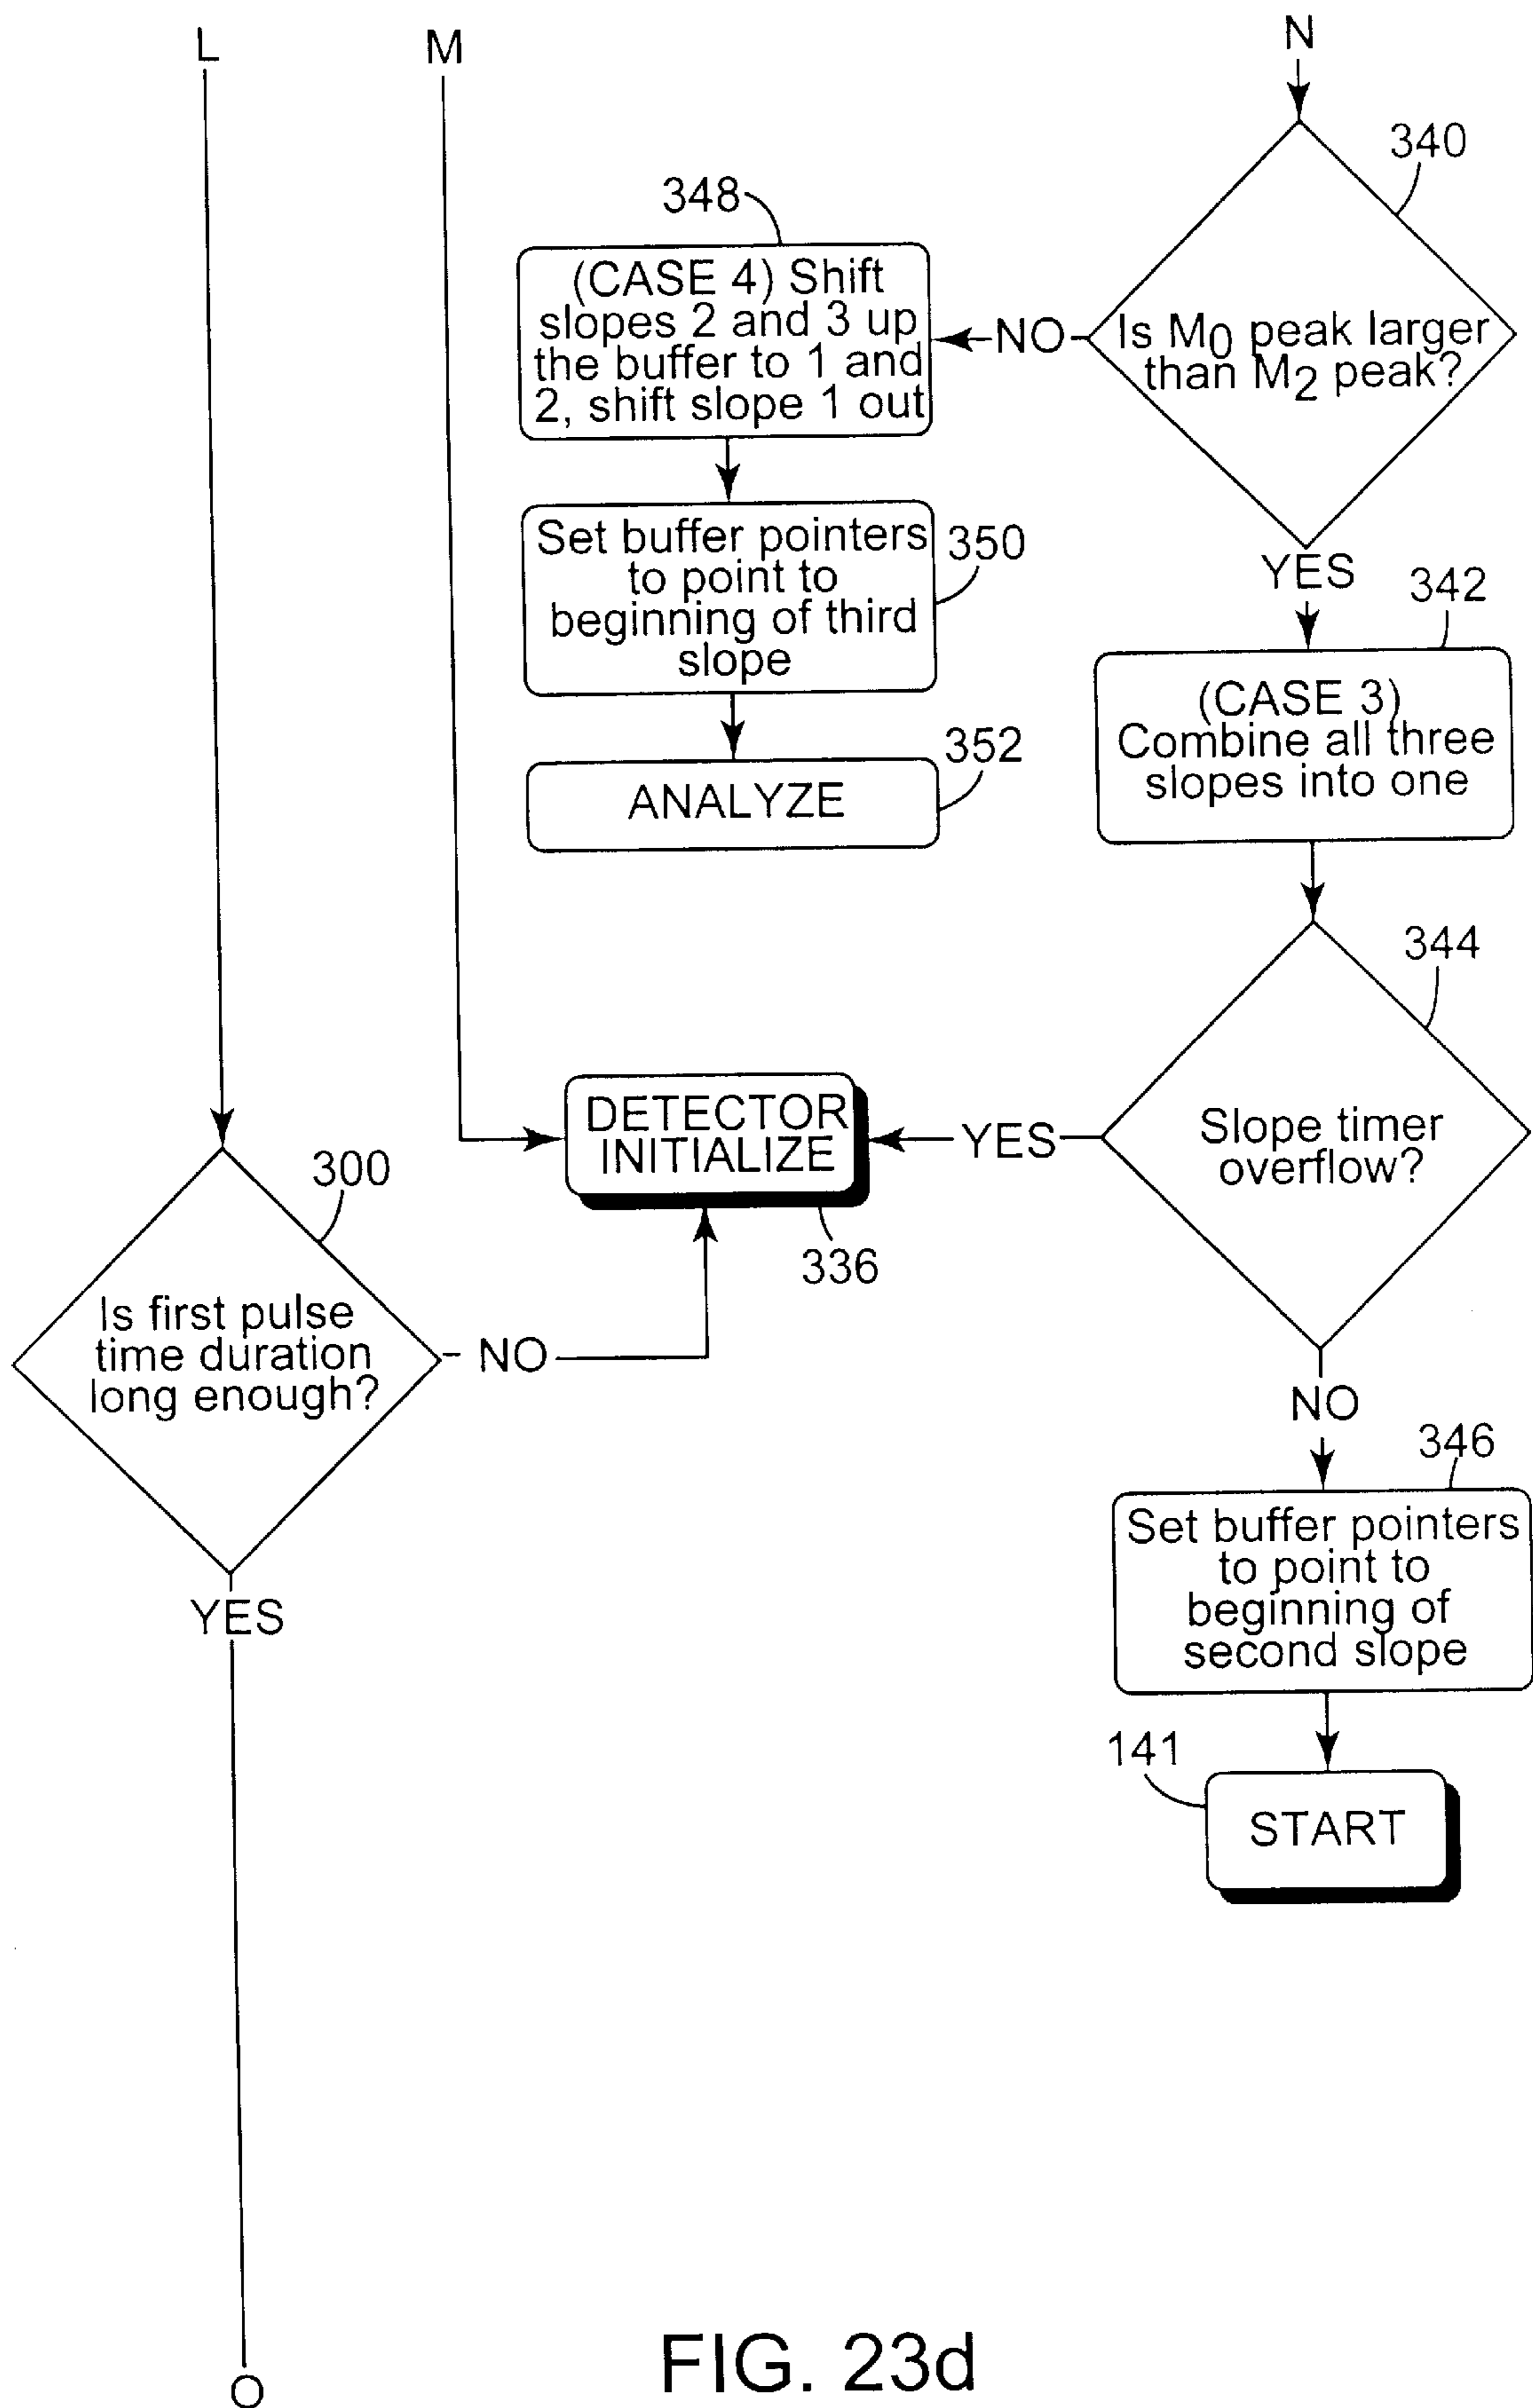 L
M
N
340
348
(CASE 4) Shift
slopes 2 and 3 up
the buffer to 1 and
2, shift slope 1 out
NO
Is M0 peak larger
than M2 peak?
Set buffer pointers
to point to
beginning of third
slope
350
YES
342
(CASE 3)
Combine all three
slopes into one
352
ANALYZE
344
DETECTOR
INITIALIZE
YES
Slope timer
overflow?
300
336
Is first pulse
time duration
long enough?
NO
NO
346
Set buffer pointers
to point to
beginning of
second slope
YES
141
START
FIG. 23d
O